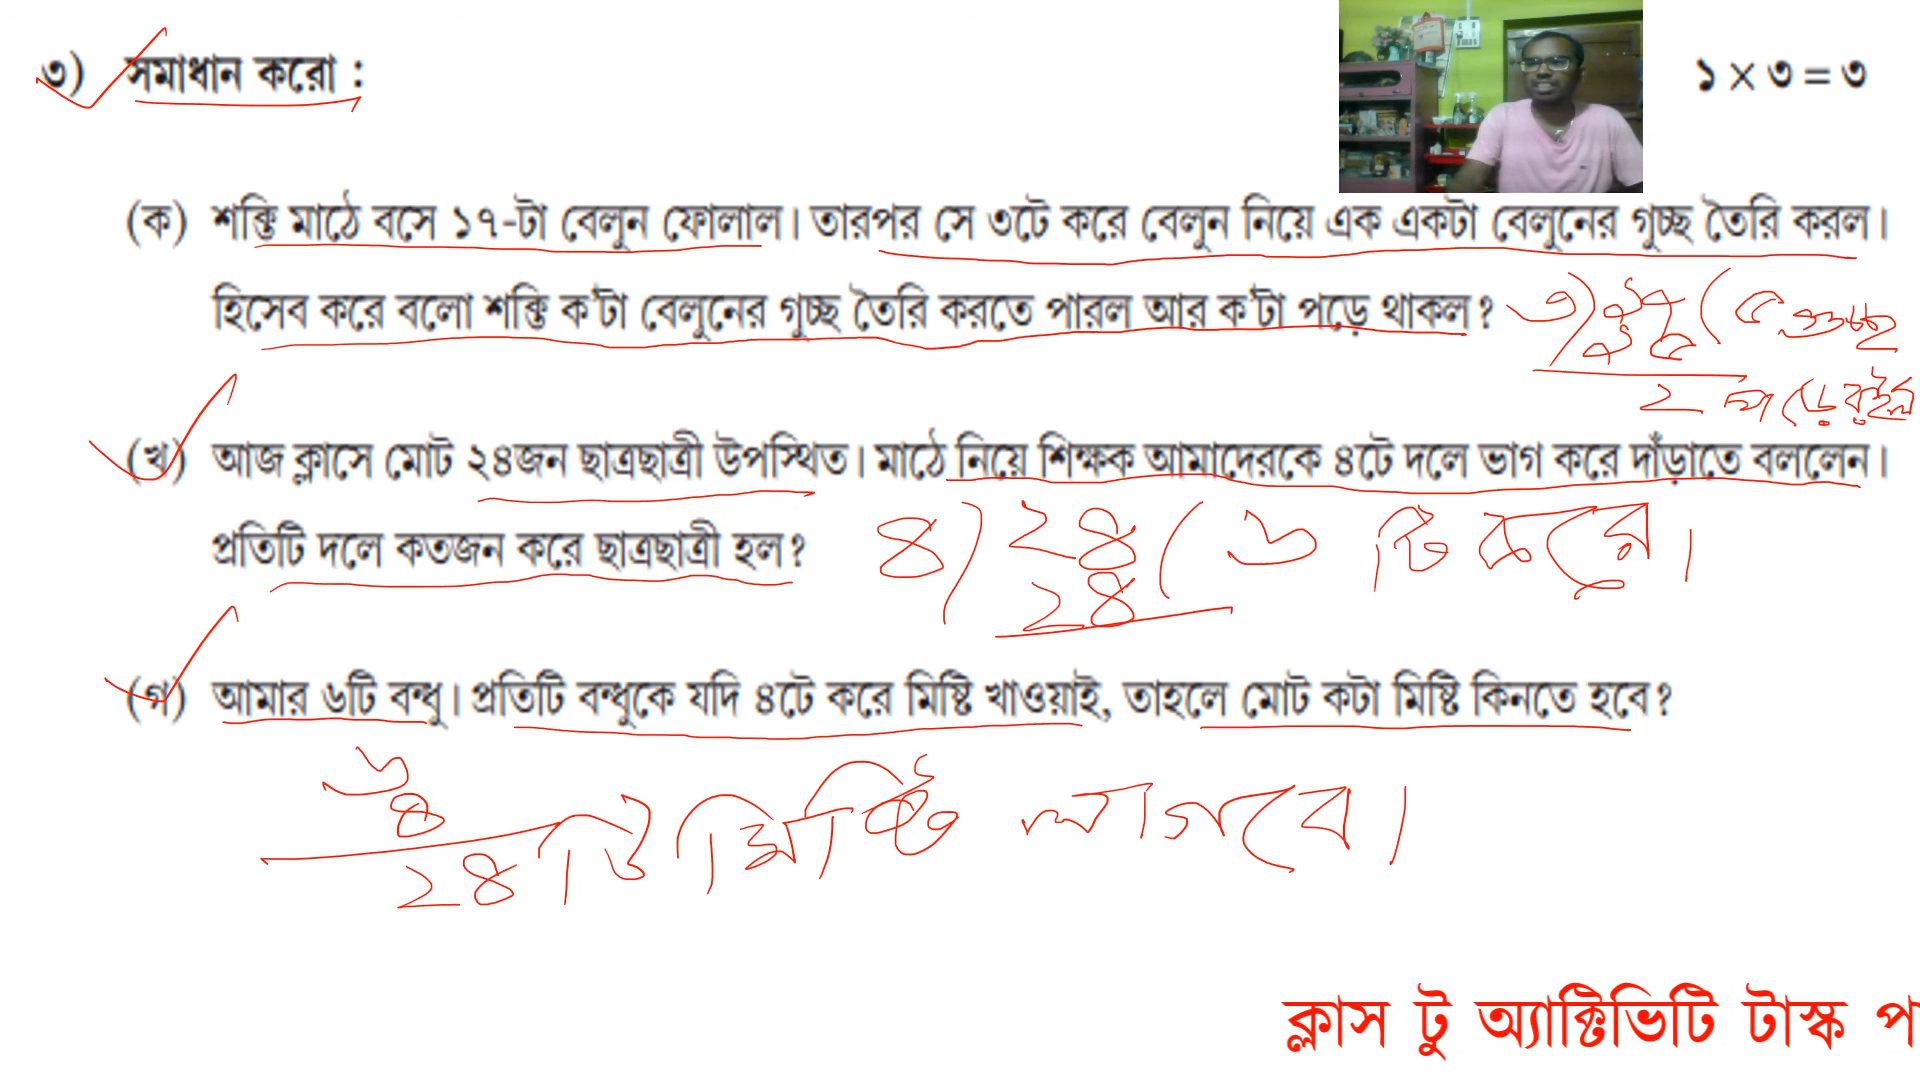 ৩) সমাধান করো : ১ × ৩ = ৩
(ক) শক্তি মাঠে বসে ১৭-টা বেলুন ফোলাল। তারপর সে ৩টে করে বেলুন নিয়ে এক একটা বেলুনের গুচ্ছ তৈরি করল।
হিসেব করে বলো শক্তি ক'টা বেলুনের গুচ্ছ তৈরি করতে পারল আর ক'টা পড়ে থাকল?
৩) ১৭ ( ৫ গুচ্ছ
১৫
২ পড়ে রইল
(খ) আজ ক্লাসে মোট ২৪জন ছাত্রছাত্রী উপস্থিত। মাঠে নিয়ে শিক্ষক আমাদেরকে ৪টে দলে ভাগ করে দাঁড়াতে বললেন।
প্রতিটি দলে কতজন করে ছাত্রছাত্রী হল?
৪) ২৪ ( ৬ টি করে।
২৪
(গ) আমার ৬টি বন্ধু। প্রতিটি বন্ধুকে যদি ৪টে করে মিষ্টি খাওয়াই, তাহলে মোট কটা মিষ্টি কিনতে হবে?
৬
৪
২৪ টি মিষ্টি লাগবে।
ক্লাস টু অ্যাক্টিভিটি টাস্ক প